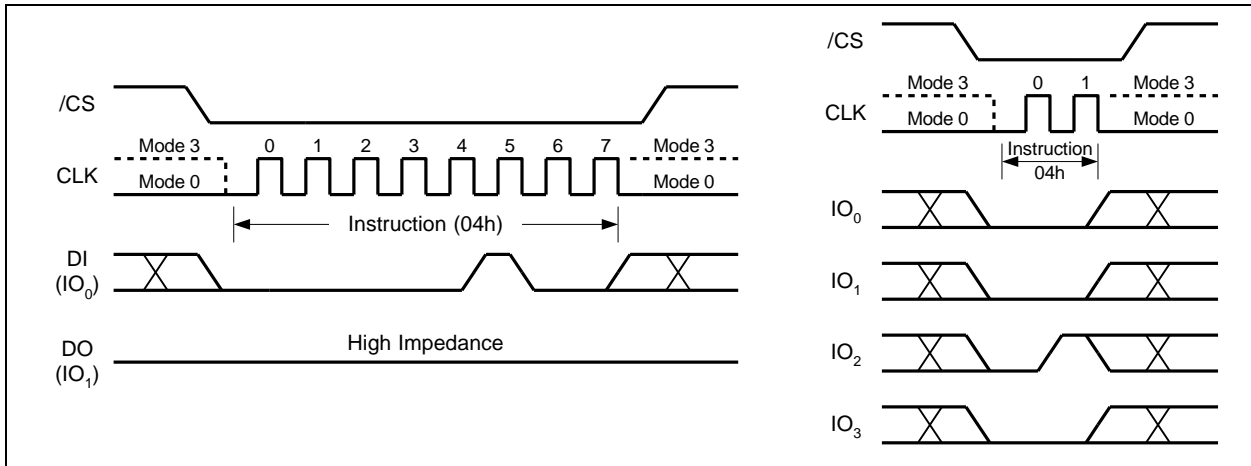 /CS
Mode 3 0 1 2 3 4 5 6 7 Mode 3
CLK
Mode 0 Mode 0
Instruction (04h)
DI
(IO0)
High Impedance
DO
(IO1)
/CS
Mode 3 0 1 Mode 3
CLK
Mode 0 Mode 0
Instruction
04h
IO0
IO1
IO2
IO3